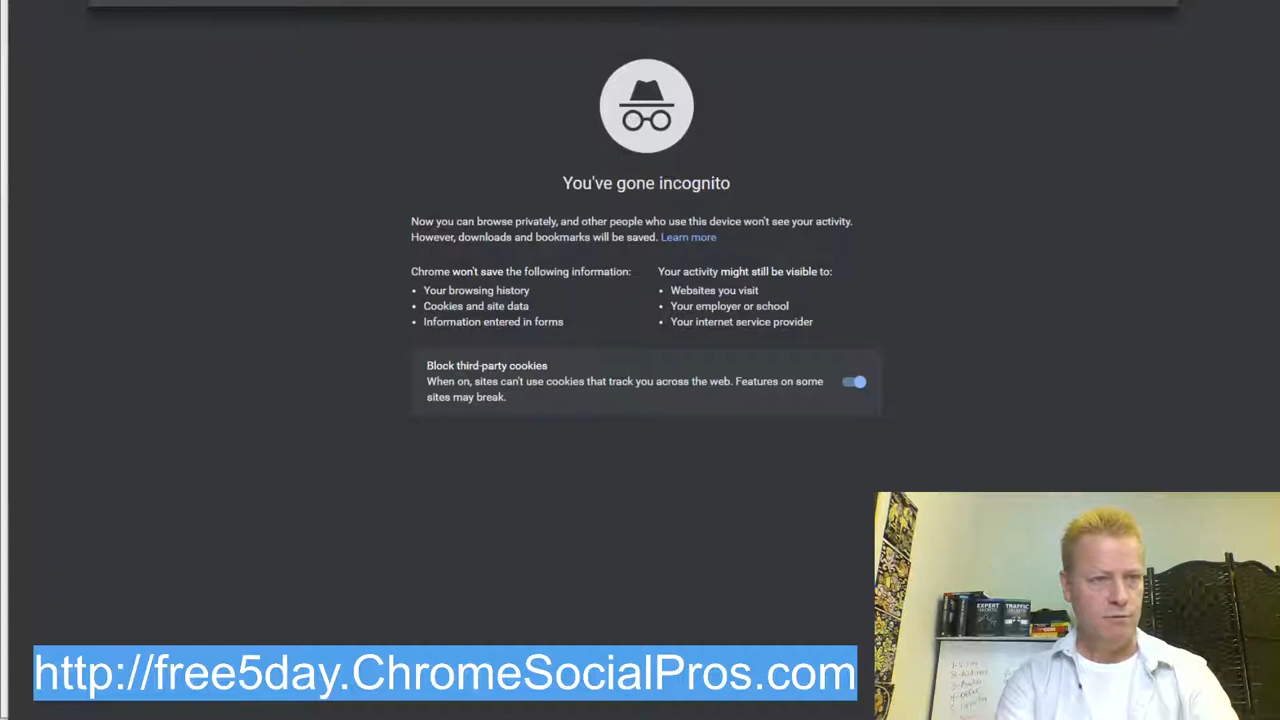 You've gone incognito
Now you can browse privately, and other people who use this device won't see your activity.
However, downloads and bookmarks will be saved. Learn more
Chrome won't save the following information:
• Your browsing history
• Cookies and site data
• Information entered in forms
Your activity might still be visible to:
• Websites you visit
• Your employer or school
• Your internet service provider
Block third-party cookies
When on, sites can't use cookies that track you across the web. Features on some
sites may break.
EXPERT
SECRETS
TRAFFIC
SECRETS
http://free5day.ChromeSocialPros.com